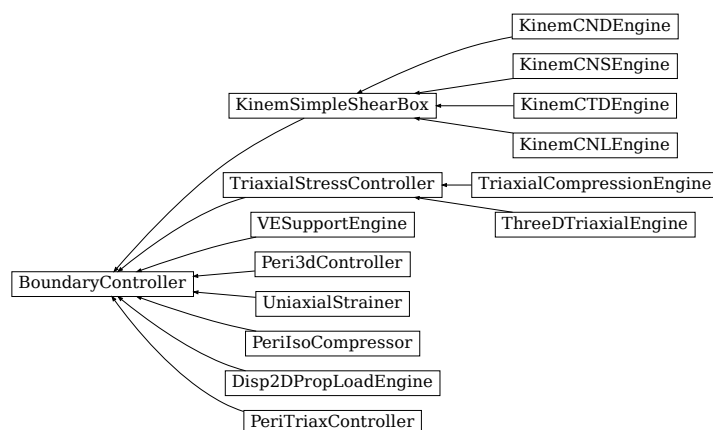 KinemCNDEngine
KinemCNSEngine
KinemSimpleShearBox
KinemCTDEngine
KinemCNLEngine
TriaxialStressController
TriaxialCompressionEngine
VESupportEngine
ThreeDTriaxialEngine
Peri3dController
BoundaryController
UniaxialStrainer
PeriIsoCompressor
Disp2DPropLoadEngine
PeriTriaxController